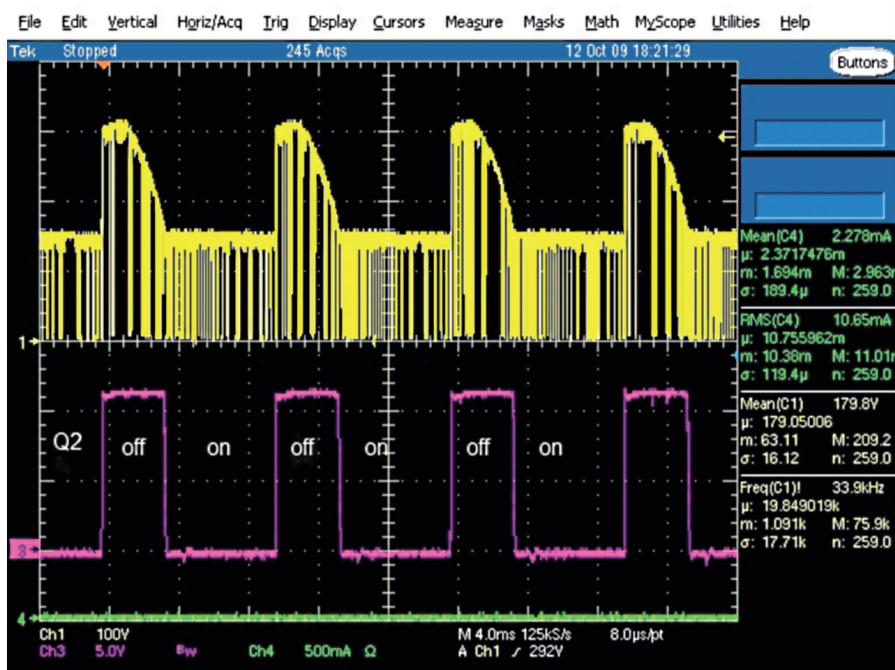 File Edit Vertical Horiz/Acq Trig Display Cursors Measure Masks Math MyScope Utilities Help
Tek Stopped 245 Acqs 12 Oct 09 18:21:29 Buttons
Mean(C4) 2.278mA
µ: 2.3717476m
m: 1.694m M: 2.963m
σ: 189.4µ n: 259.0
RMS(C4) 10.65mA
µ: 10.755962m
m: 10.38m M: 11.01m
σ: 119.4µ n: 259.0
Mean(C1) 179.8V
µ: 179.05006
m: 63.11 M: 209.2
σ: 16.12 n: 259.0
Freq(C1)! 33.9kHz
µ: 19.849019k
m: 1.091k M: 75.9k
σ: 17.71k n: 259.0
1
Q2 off on off on off on
3
4
Ch1 100V M 4.0ms 125kS/s 8.0µs/pt
Ch3 5.0V Bw Ch4 500mA Ω A Ch1 ∕ 292V